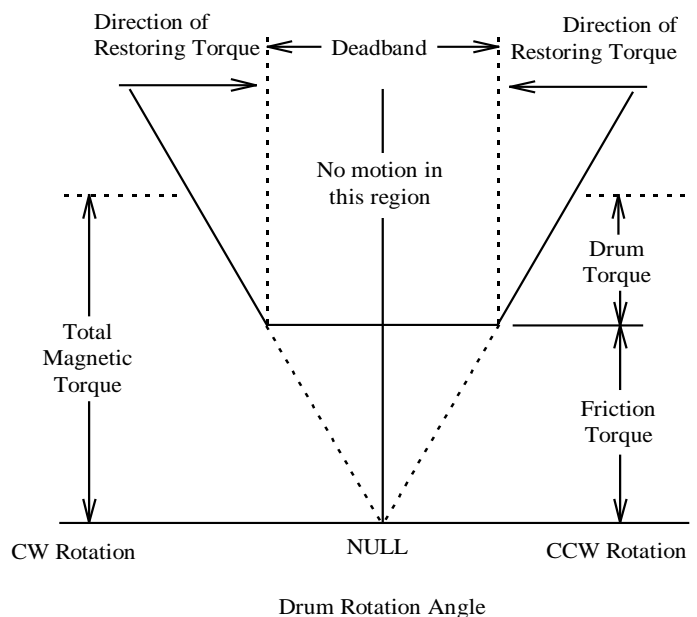 Direction of
Restoring Torque
Deadband
Direction of
Restoring Torque
No motion in
this region
Drum
Torque
Total
Magnetic
Torque
Friction
Torque
CW Rotation
NULL
CCW Rotation
Drum Rotation Angle